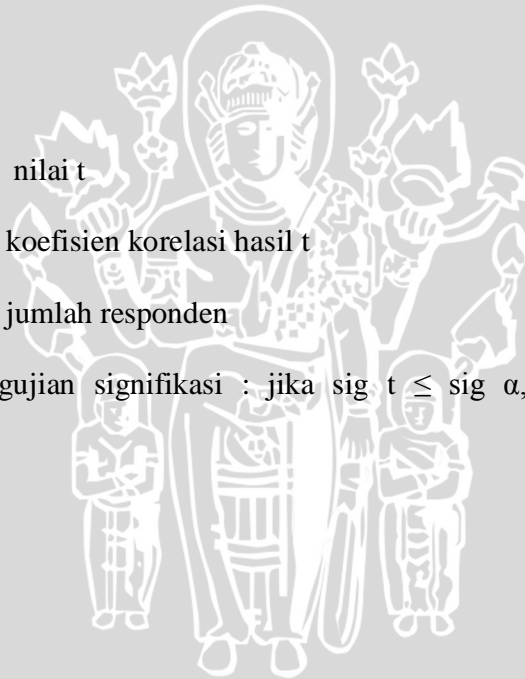 nilai t
koefisien korelasi hasil t
jumlah responden
gujian signifikasi : jika sig t ≤ sig α,